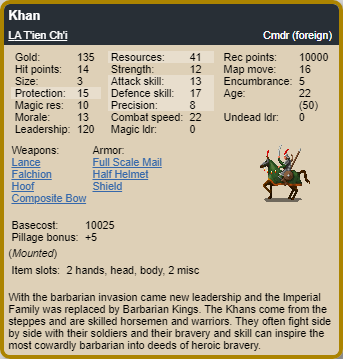 Khan
LA T'ien Ch'i Cmdr (foreign)
Gold: 135 Resources: 41 Rec points: 10000
Hit points: 14 Strength: 12 Map move: 16
Size: 3 Attack skill: 13 Encumbrance: 5
Protection: 15 Defence skill: 17 Age: 22
Magic res: 10 Precision: 8 (50)
Morale: 13 Combat speed: 22 Undead ldr: 0
Leadership: 120 Magic ldr: 0
Weapons: Armor:
Lance Full Scale Mail
Falchion Half Helmet
Hoof Shield
Composite Bow
Basecost: 10025
Pillage bonus: +5
(Mounted)
Item slots: 2 hands, head, body, 2 misc
With the barbarian invasion came new leadership and the Imperial
Family was replaced by Barbarian Kings. The Khans come from the
steppes and are skilled horsemen and warriors. They often fight side
by side with their soldiers and their bravery and skill can inspire the
most cowardly barbarian into deeds of heroic bravery.